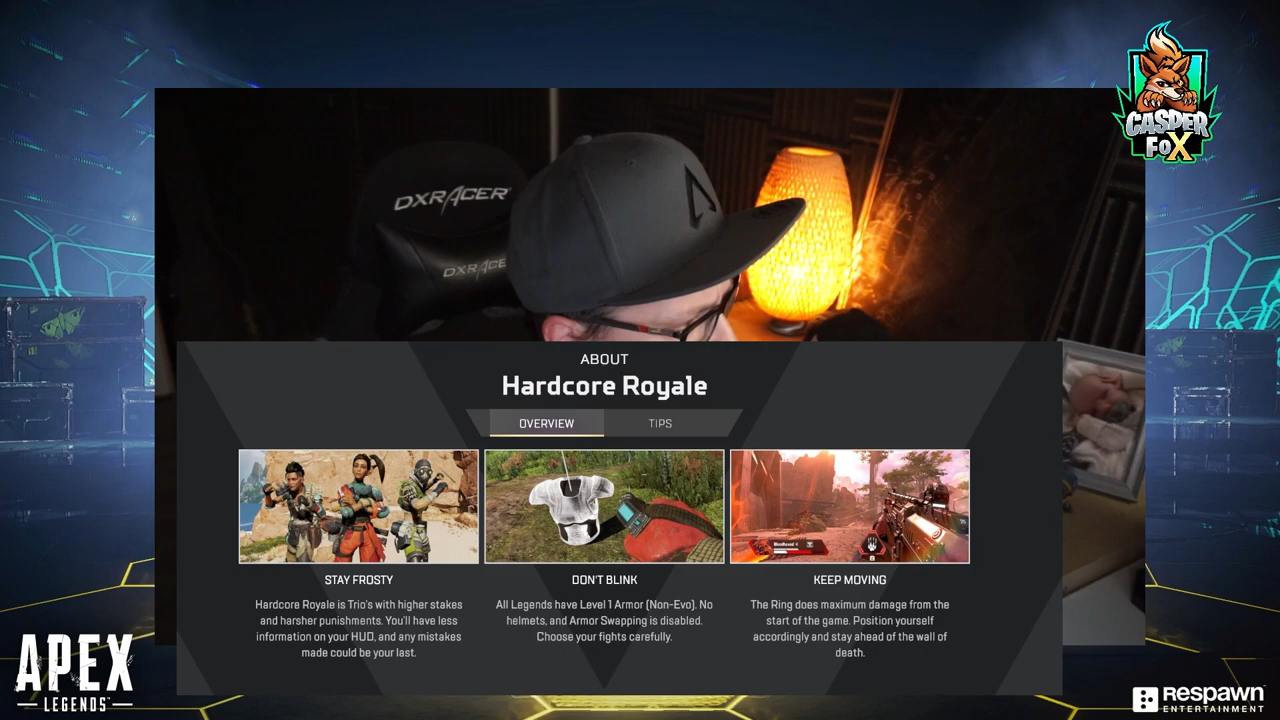 CASPER
FOX
DXRACER
DXRACE
ABOUT
Hardcore Royale
OVERVIEW
TIPS
STAY FROSTY
Hardcore Royale is Trio's with higher stakes
and harsher punishments. You'll have less
information on your HUD, and any mistakes
made could be your last.
DON'T BLINK
All Legends have Level 1 Armor (Non-Evo). No
helmets, and Armor Swapping is disabled.
Choose your fights carefully.
KEEP MOVING
The Ring does maximum damage from the
start of the game. Position yourself
accordingly and stay ahead of the wall of
death.
APEX
LEGENDS™
Respawn™
ENTERTAINMENT